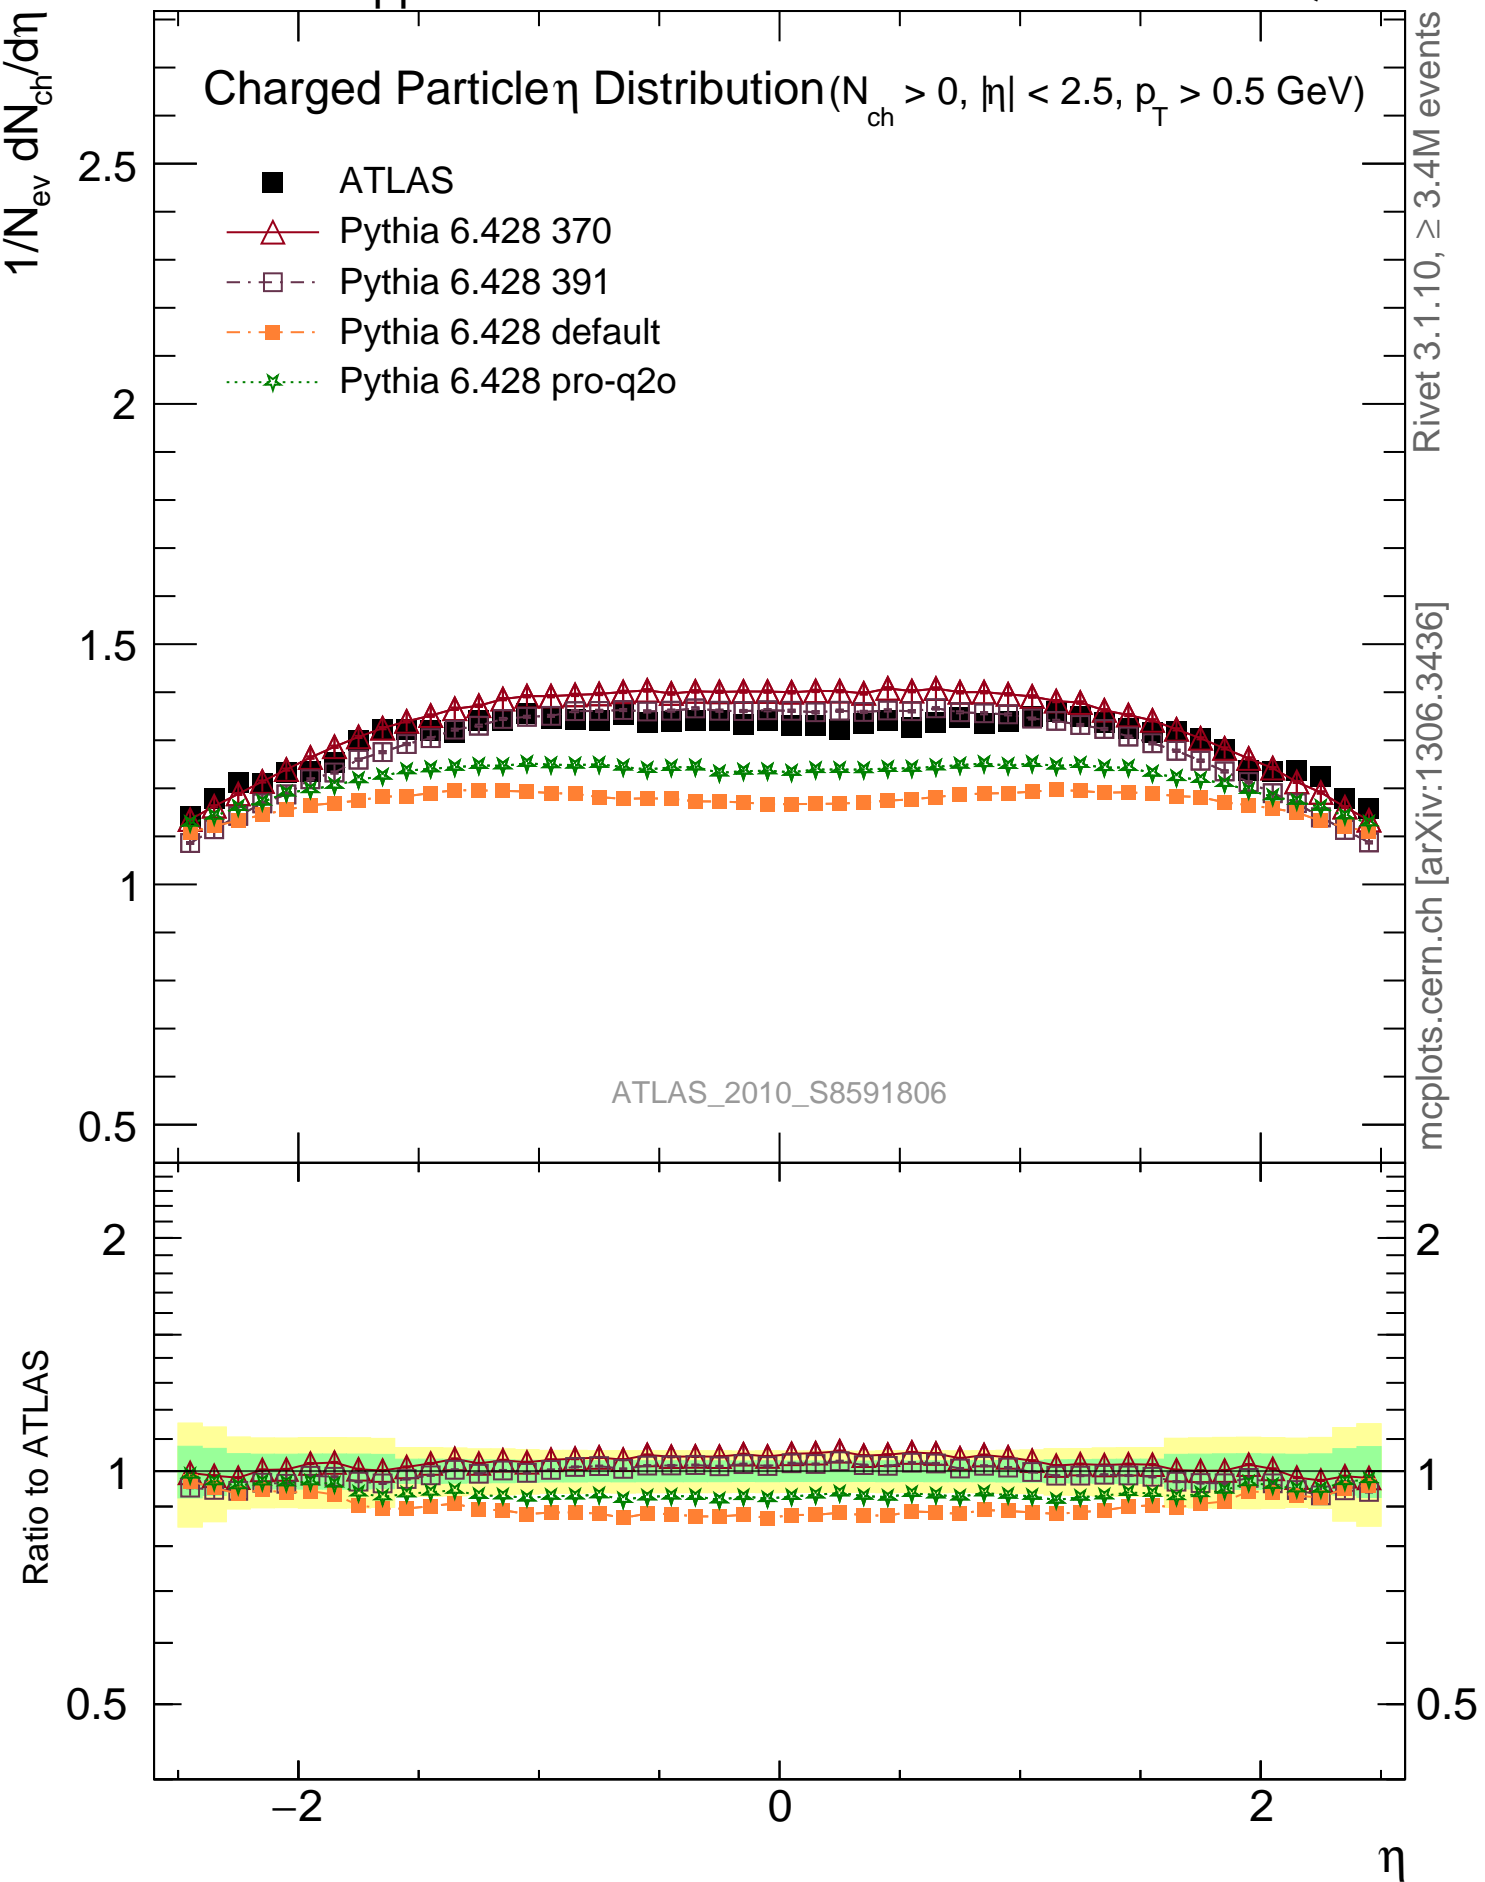 pp
1/N_ev dN_ch/dη
Charged Particle η Distribution (N_ch > 0, |η| < 2.5, p_T > 0.5 GeV)
ATLAS
Pythia 6.428 370
Pythia 6.428 391
Pythia 6.428 default
Pythia 6.428 pro-q2o
2.5
2
1.5
1
0.5
ATLAS_2010_S8591806
Rivet 3.1.10, ≥ 3.4M events
mcplots.cern.ch [arXiv:1306.3436]
Ratio to ATLAS
2
1
0.5
2
1
0.5
−2
0
2
η